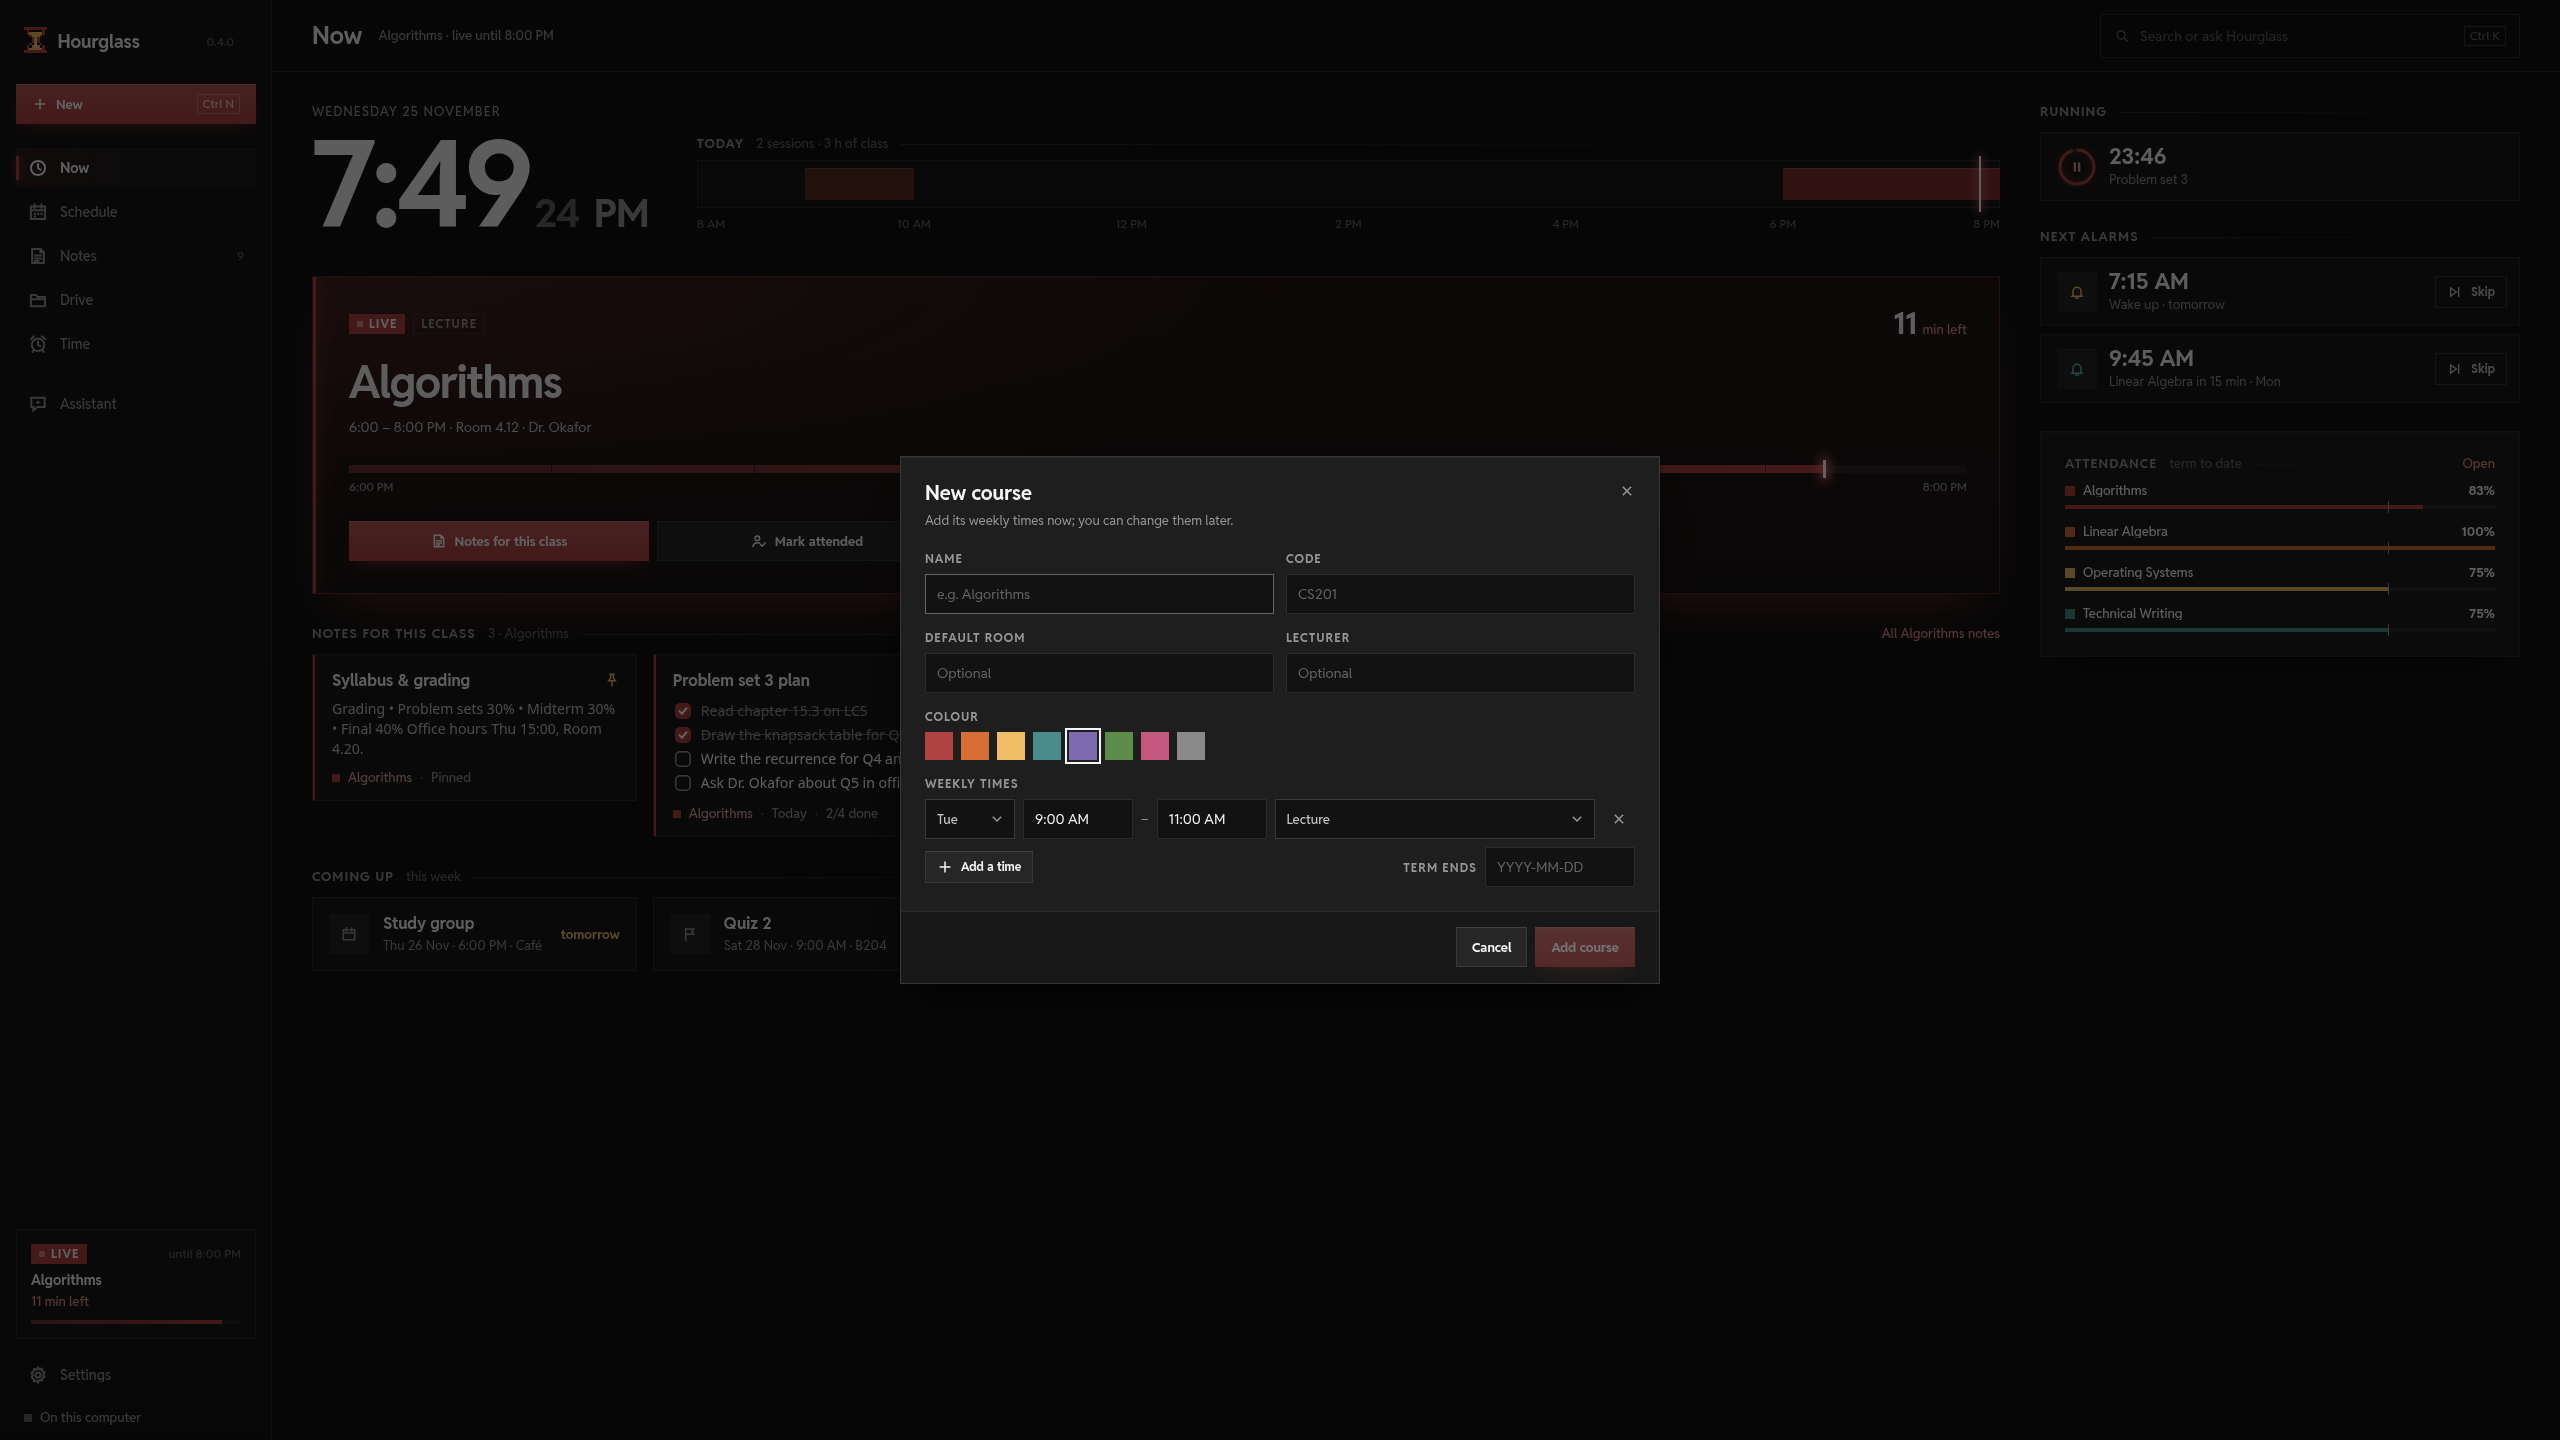 Hourglass
0.4.0
New
Ctrl N
Now
Schedule
Notes
9
Drive
Time
Assistant
LIVE
until 8:00 PM
Algorithms
11 min left
Settings
On this computer
Now
Algorithms · live until 8:00 PM
Search or ask Hourglass
Ctrl K
WEDNESDAY 25 NOVEMBER
7:49 24 PM
TODAY
2 sessions · 3 h of class
8 AM
10 AM
12 PM
2 PM
4 PM
6 PM
8 PM
LIVE
LECTURE
11 min left
Algorithms
6:00 – 8:00 PM · Room 4.12 · Dr. Okafor
6:00 PM
8:00 PM
Notes for this class
Mark attended
NOTES FOR THIS CLASS
3 · Algorithms
All Algorithms notes
Syllabus & grading
Grading • Problem sets 30% • Midterm 30%
• Final 40% Office hours Thu 15:00, Room
4.20.
Algorithms · Pinned
Problem set 3 plan
Read chapter 15.3 on LCS
Draw the knapsack table for Q
Write the recurrence for Q4 an
Ask Dr. Okafor about Q5 in offi
Algorithms · Today · 2/4 done
COMING UP
this week
Study group
Thu 26 Nov · 6:00 PM · Café
tomorrow
Quiz 2
Sat 28 Nov · 9:00 AM · B204
New course
Add its weekly times now; you can change them later.
NAME
CODE
e.g. Algorithms
CS201
DEFAULT ROOM
LECTURER
Optional
Optional
COLOUR
WEEKLY TIMES
Tue
9:00 AM
–
11:00 AM
Lecture
Add a time
TERM ENDS
YYYY-MM-DD
Cancel
Add course
RUNNING
23:46
Problem set 3
NEXT ALARMS
7:15 AM
Wake up · tomorrow
Skip
9:45 AM
Linear Algebra in 15 min · Mon
Skip
ATTENDANCE
term to date
Open
Algorithms
83%
Linear Algebra
100%
Operating Systems
75%
Technical Writing
75%